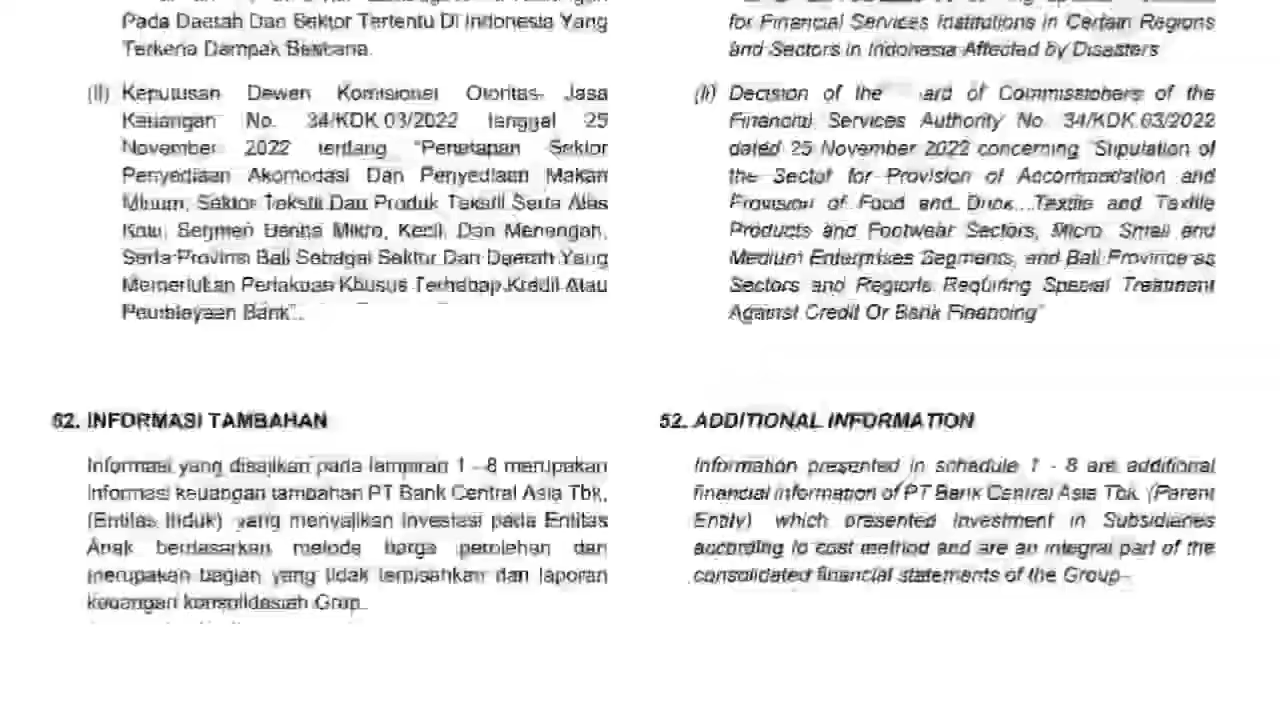 Pada Daerah Dan Sektor Tertentu Di Indonesia Yang
Terkena Dampak Bencana.
(ii) Keputusan Dewan Komisioner Otoritas Jasa
Keuangan No. 34/KDK.03/2022 tanggal 25
November 2022 tentang "Penetapan Sektor
Penyediaan Akomodasi Dan Penyediaan Makan
Minum, Sektor Tekstil Dan Produk Tekstil Serta Alas
Kaki, Segmen Usaha Mikro, Kecil, Dan Menengah,
Serta Provinsi Bali Sebagai Sektor Dan Daerah Yang
Memerlukan Perlakuan Khusus Terhadap Kredit Atau
Pembiayaan Bank".
52. INFORMASI TAMBAHAN
Informasi yang disajikan pada lampiran 1 - 8 merupakan
informasi keuangan tambahan PT Bank Central Asia Tbk,
(Entitas Induk) yang menyajikan investasi pada Entitas
Anak berdasarkan metode harga perolehan dan
merupakan bagian yang tidak terpisahkan dari laporan
keuangan konsolidasian Grup.
for Financial Services Institutions in Certain Regions
and Sectors in Indonesia Affected by Disasters
(ii) Decision of the of Commissioners of the
Financial Services Authority No. 34/KDK.03/2022
dated 25 November 2022 concerning "Stipulation of
the Sector for Provision of Accommodation and
Provision of Food and Drink, Textile and Textile
Products and Footwear Sectors, Micro, Small and
Medium Enterprises Segments, and Bali Province as
Sectors and Regions Requiring Special Treatment
Against Credit Or Bank Financing"
52. ADDITIONAL INFORMATION
Information presented in schedule 1 - 8 are additional
financial information of PT Bank Central Asia Tbk, (Parent
Entity) which presented investment in Subsidiaries
according to cost method and are an integral part of the
consolidated financial statements of the Group.